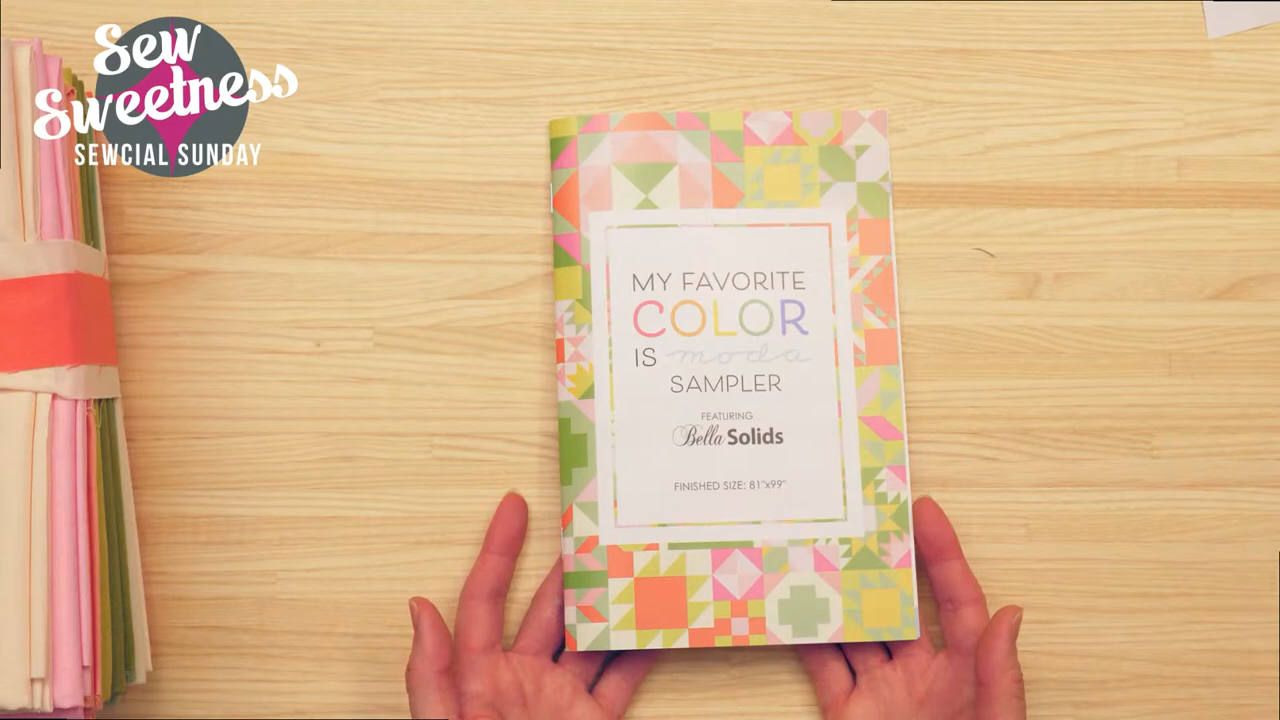 Sew
Sweetness
SEWCIAL SUNDAY
MY FAVORITE
COLOR
IS moda
SAMPLER
FEATURING
Bella Solids
FINISHED SIZE: 81"x99"